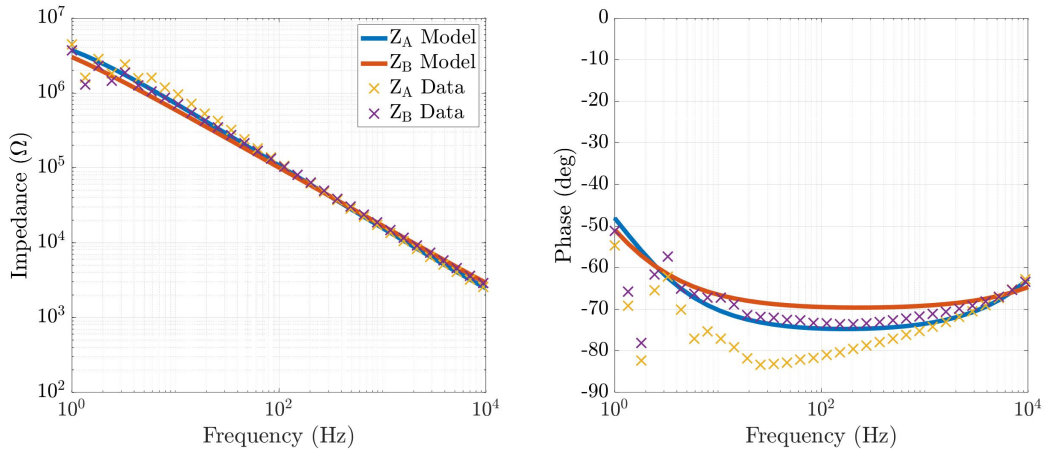 10^7
10^6
10^5
10^4
10^3
10^2
Impedance (Ω)
10^0
10^2
10^4
Frequency (Hz)
Z_A Model
Z_B Model
Z_A Data
Z_B Data
0
-10
-20
-30
-40
-50
-60
-70
-80
-90
Phase (deg)
10^0
10^2
10^4
Frequency (Hz)